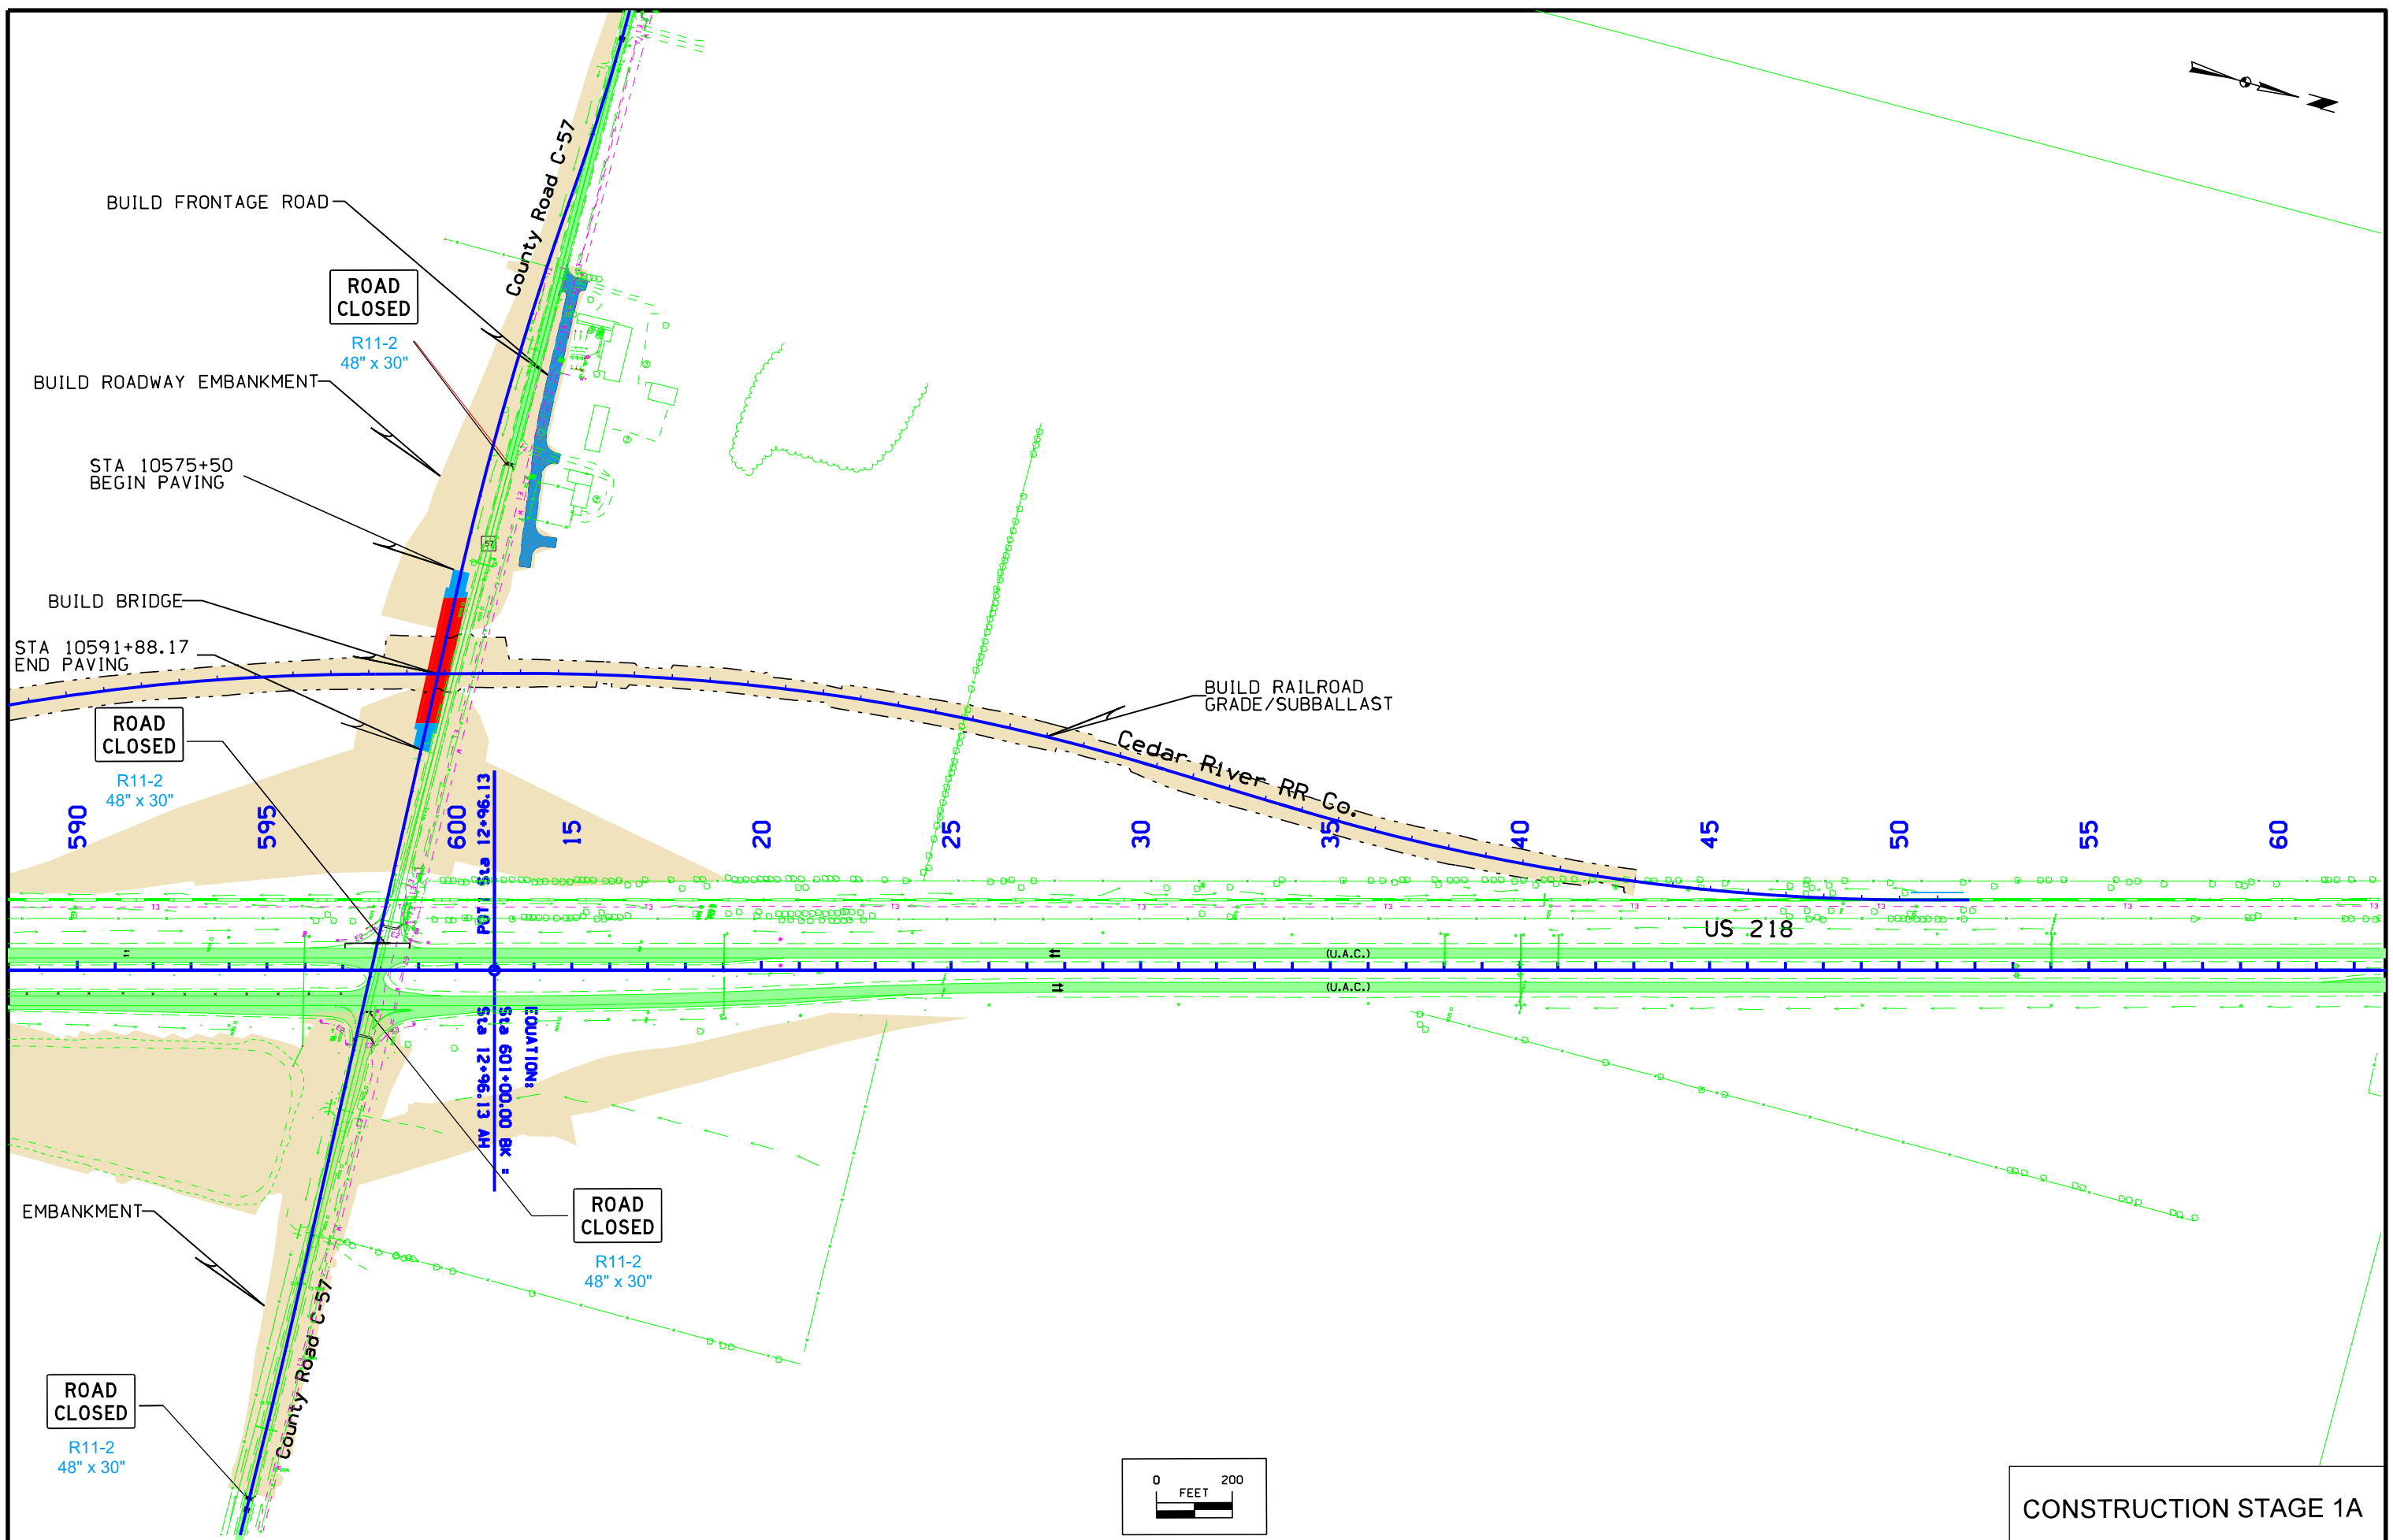 N
County Road C-57
BUILD FRONTAGE ROAD
ROAD
CLOSED
R11-2
48" x 30"
BUILD ROADWAY EMBANKMENT
STA 10575+50
BEGIN PAVING
57
BUILD BRIDGE
STA 10591+88.17
END PAVING
BUILD RAILROAD
GRADE/SUBBALLAST
ROAD
CLOSED
R11-2
48" x 30"
Cedar River RR Co.
POT Sta 12+96.13
590
595
600
15
20
25
30
35
40
45
50
55
60
US 218
(U.A.C.)
(U.A.C.)
EQUATION:
Sta 601+00.00 BK =
Sta 12+96.13 AH
EMBANKMENT
ROAD
CLOSED
R11-2
48" x 30"
County Road C-57
ROAD
CLOSED
R11-2
48" x 30"
0 200
FEET
CONSTRUCTION STAGE 1A